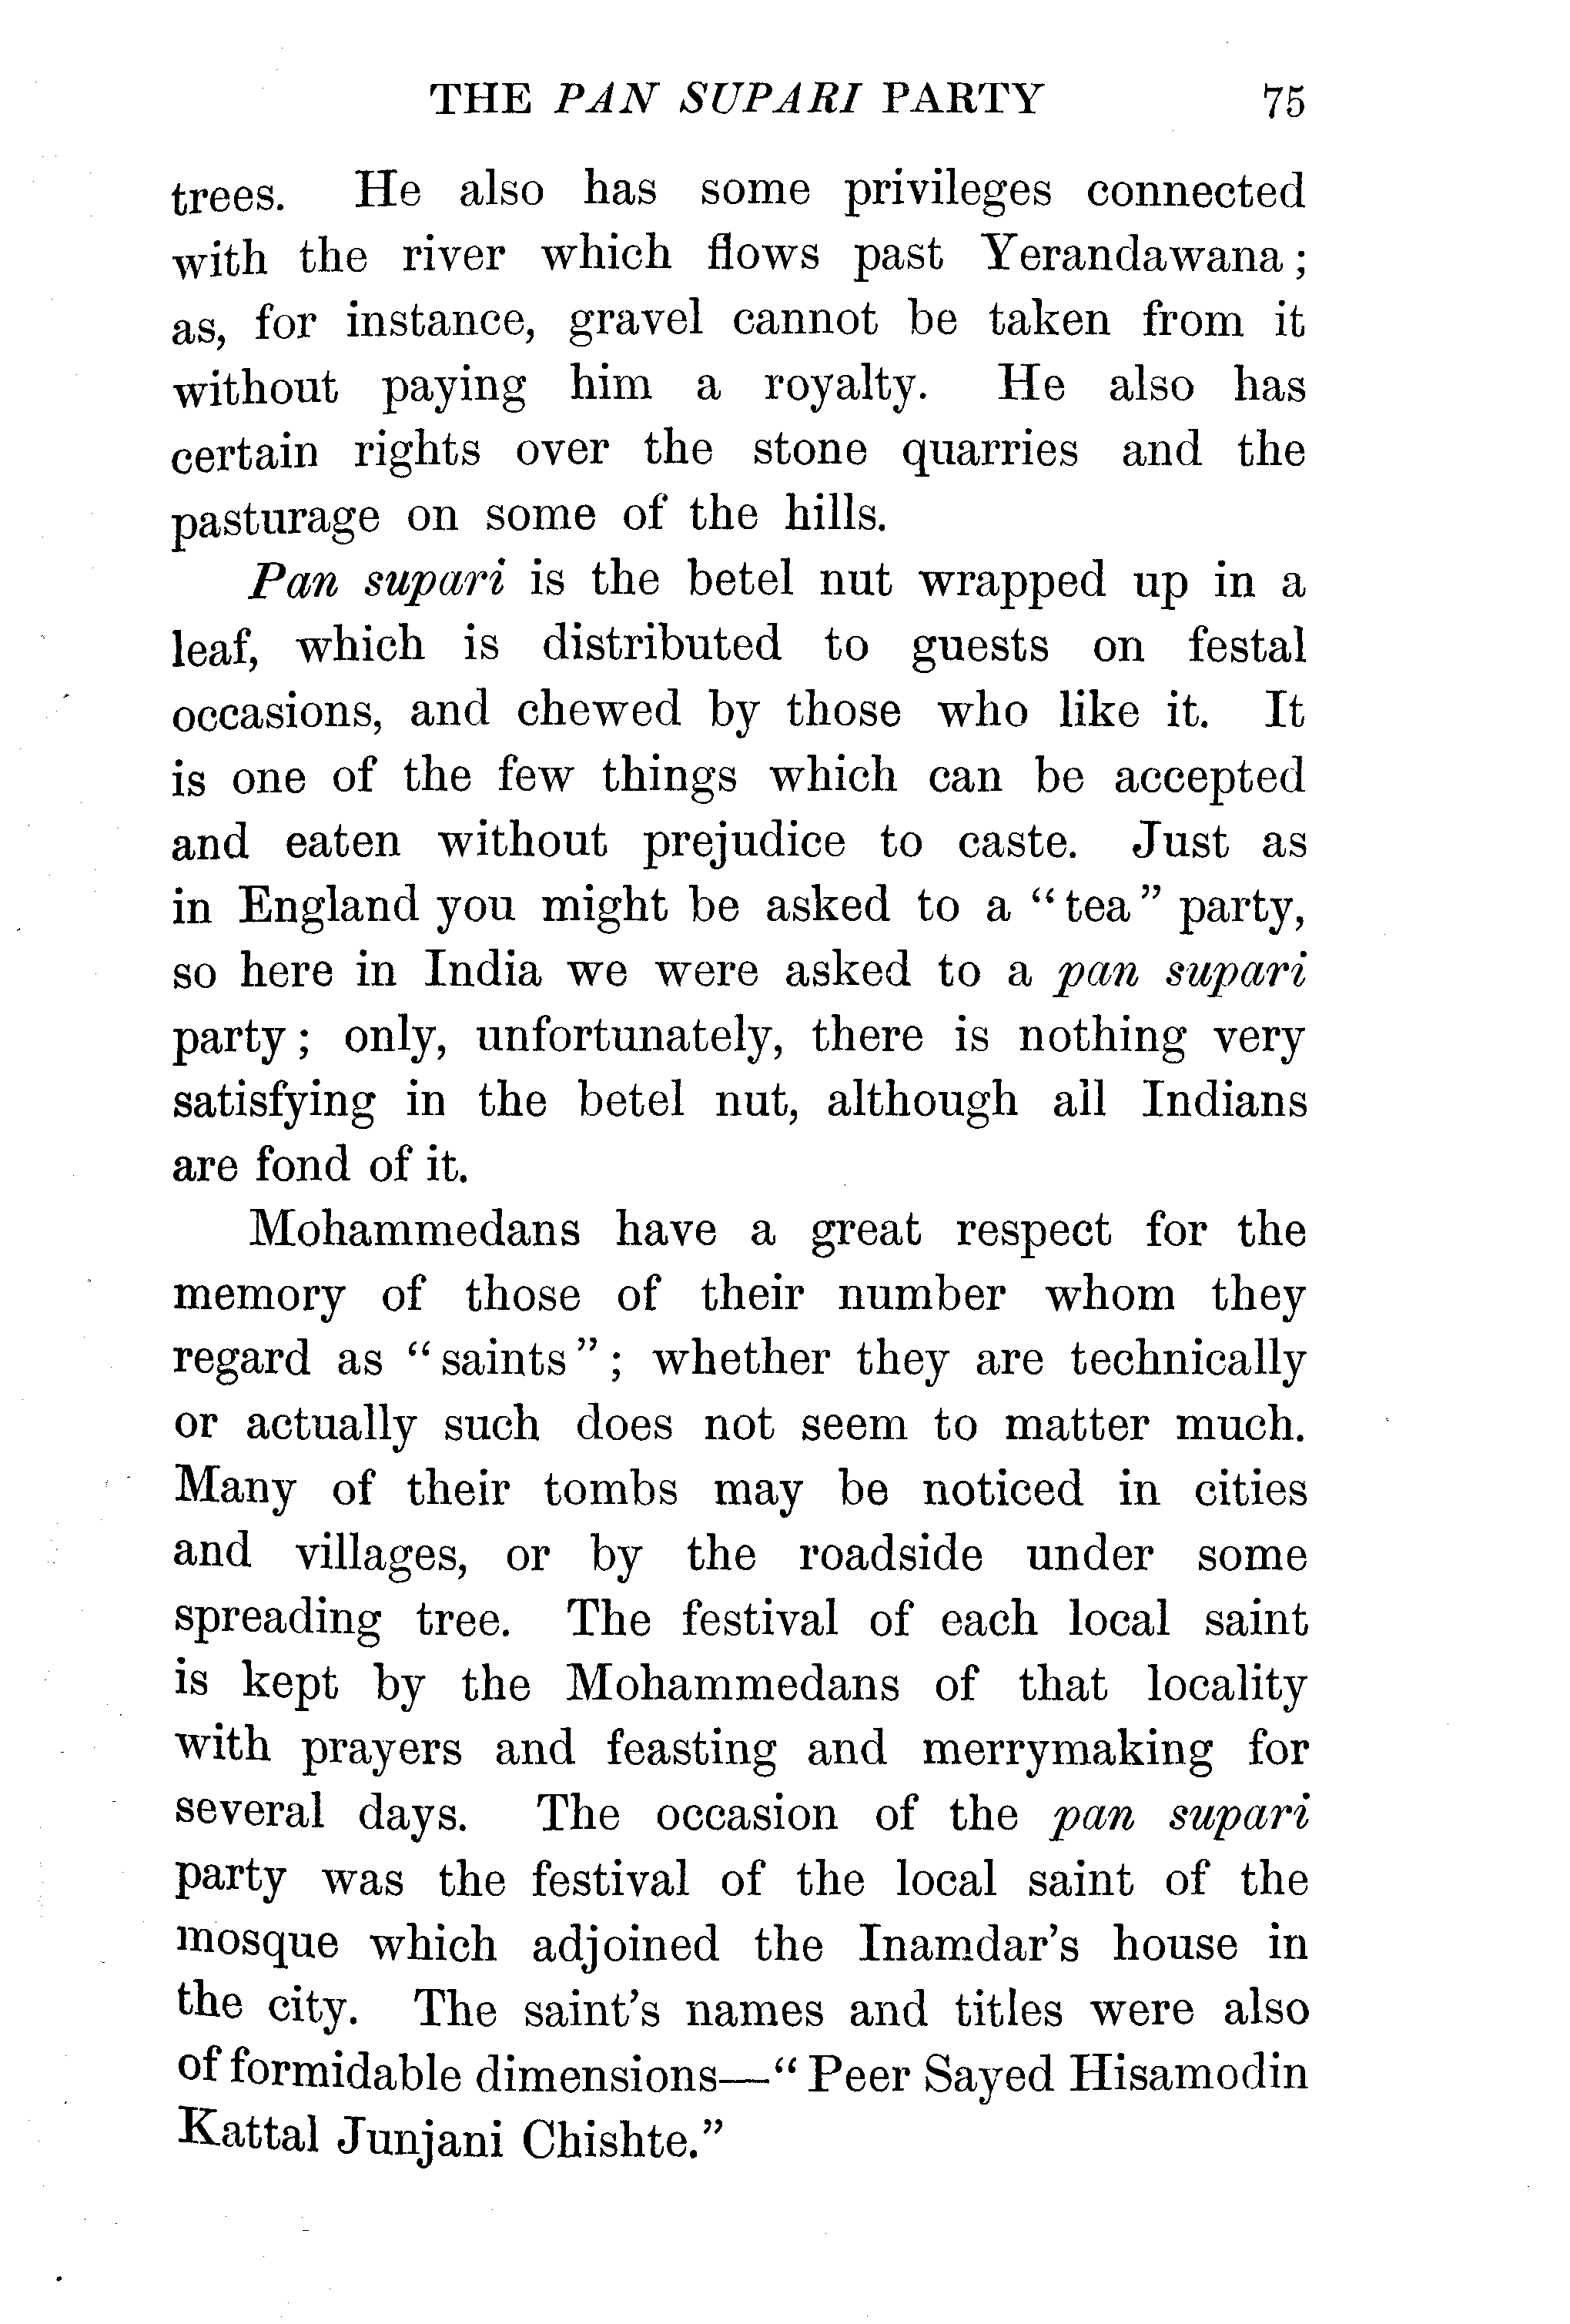 THE PAN SUPARI PARTY 75
trees. He also has some privileges connected
with the river which flows past Yerandawana;
as, for instance, gravel cannot be taken from it
without paying him a royalty. He also has
certain rights over the stone quarries and the
pasturage on some of the hills.
Pan supari is the betel nut wrapped up in a
leaf, which is distributed to guests on festal
occasions, and chewed by those who like it. It
is one of the few things which can be accepted
and eaten without prejudice to caste. Just as
in England you might be asked to a "tea" party,
so here in India we were asked to a pan supari
party; only, unfortunately, there is nothing very
satisfying in the betel nut, although all Indians
are fond of it.
Mohammedans have a great respect for the
memory of those of their number whom they
regard as "saints"; whether they are technically
or actually such does not seem to matter much.
Many of their tombs may be noticed in cities
and villages, or by the roadside under some
spreading tree. The festival of each local saint
is kept by the Mohammedans of that locality
with prayers and feasting and merrymaking for
several days. The occasion of the pan supari
party was the festival of the local saint of the
mosque which adjoined the Inamdar's house in
the city. The saint's names and titles were also
of formidable dimensions—"Peer Sayed Hisamodin
Kattal Junjani Chishte."